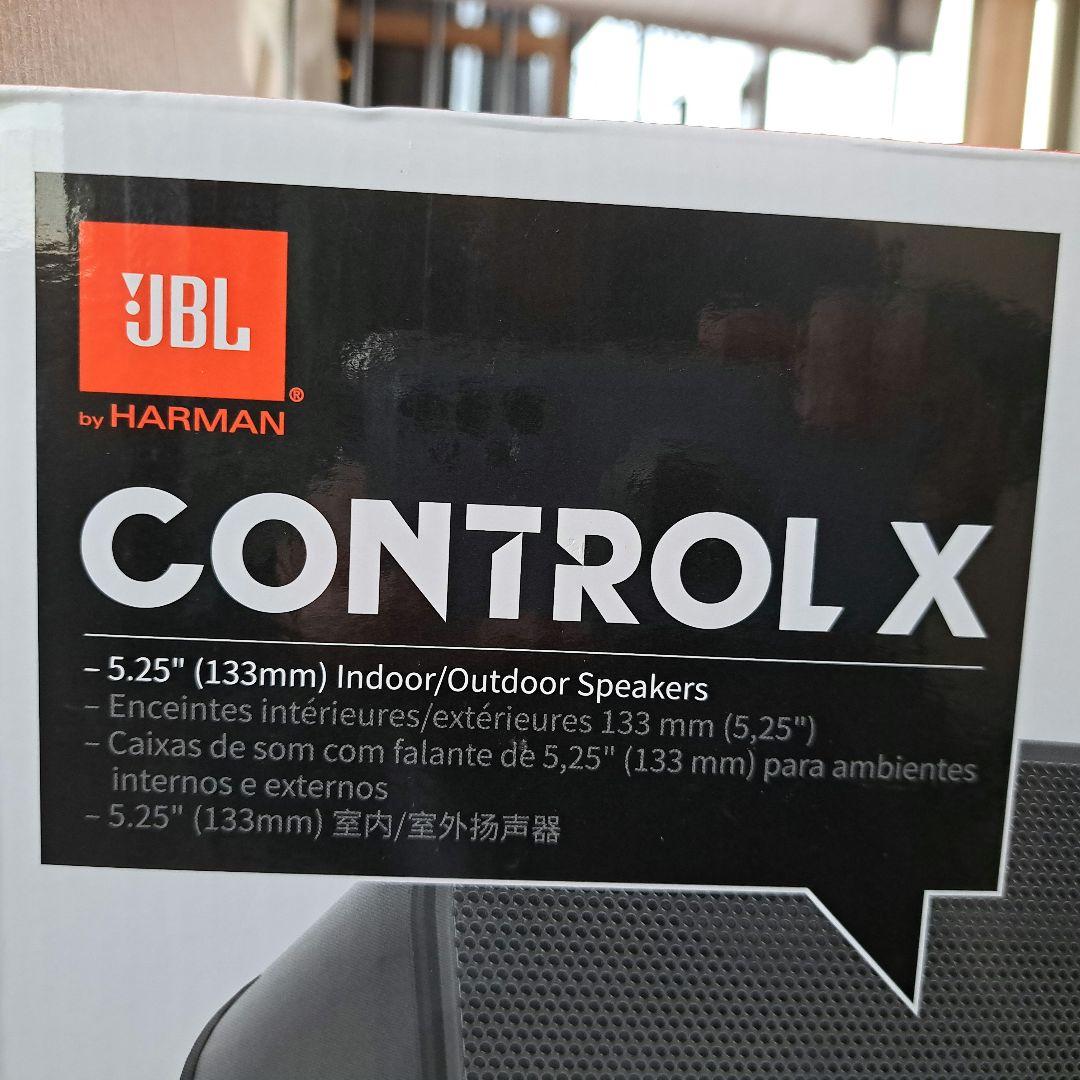 JBL
®
by HARMAN
CONTROL X
– 5.25" (133mm) Indoor/Outdoor Speakers
– Enceintes intérieures/extérieures 133 mm (5,25")
– Caixas de som com falante de 5,25" (133 mm) para ambientes
internos e externos
– 5.25" (133mm) 室内/室外扬声器